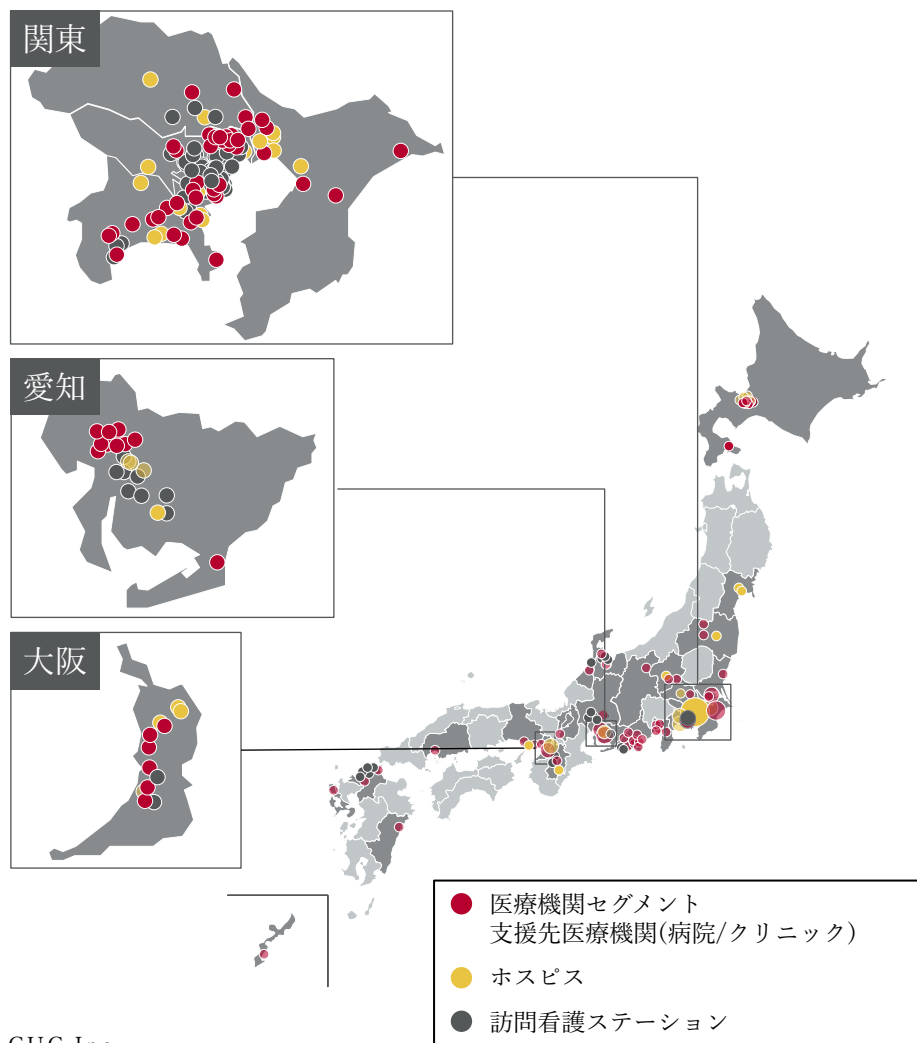 関東
愛知
大阪
医療機関セグメント
支援先医療機関(病院/クリニック)
ホスピス
訪問看護ステーション